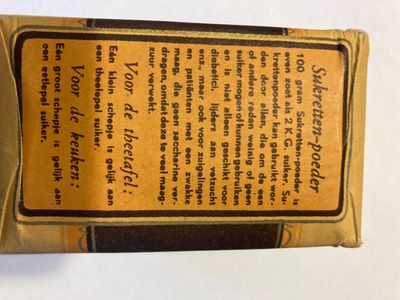 Sukretten-poeder
100 gram Sukretten-poeder is
even zoet als 2 K.G. suiker. Su-
krettenpoeder kan gebruikt wor-
den door allen die om de een
of andere reden weinig of geen
suiker mogen of kunnen gebruiken
en is niet alleen geschikt voor
diabetici, lijders aan vetzucht
enz., maar ook voor zuigelingen
en patiënten met een zwakke
maag, die geen saccharine ver-
dragen, omdat deze te veel maag-
zuur verwekt.
Voor de theetafel:
Eén klein schepje is gelijk aan
een theelepel suiker.
Voor de keuken:
Eén groot schepje is gelijk aan
een eetlepel suiker.